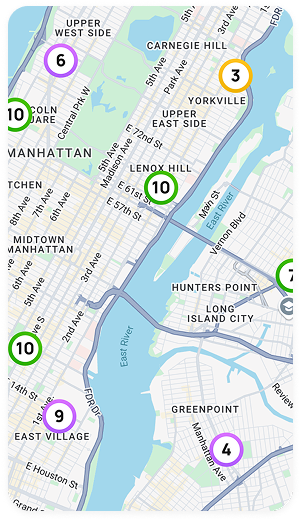 UPPER
WEST SIDE
3rd Ave
FDR
CARNEGIE HILL
6
5th Ave
Park Ave
3
YORKVILLE
Central Prk W
10
COLN
UARE
UPPER
EAST SIDE
E 72nd St
MANHATTAN
5th Ave
Madison Ave
LENOX HILL
10
E 61st St
E 57th St
Main St
East River
Vernon Blvd
TCHEN
8th Ave
7th Ave
6th Ave
MIDTOWN
MANHATTAN
3rd Ave
7
6th Ave
5th Ave
HUNTERS POINT
LONG
ISLAND CITY
e S
2nd Ave
10
East River
14th St
1st Ave
FDR Dr
9
EAST VILLAGE
GREENPOINT
Review
Manhattan Ave
4
E Houston St
Grand S